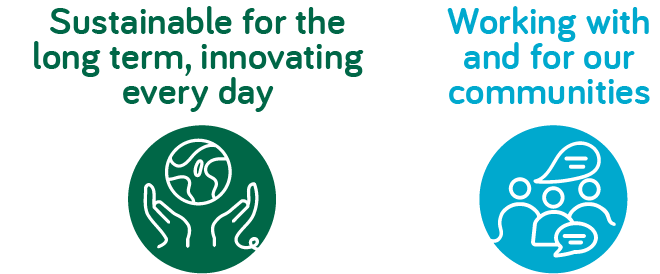 Sustainable for the
long term, innovating
every day
Working with
and for our
communities